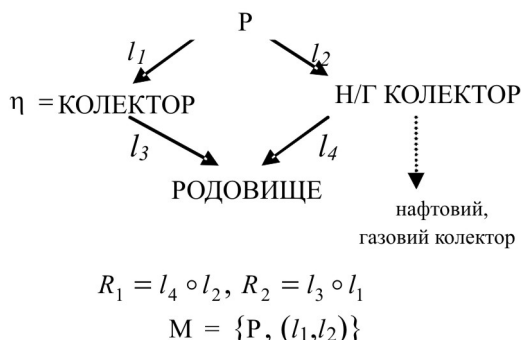 Р
l₁ l₂
η = КОЛЕКТОР Н/Г КОЛЕКТОР
l₃ l₄
РОДОВИЩЕ
нафтовий,
газовий колектор
R₁ = l₄ ∘ l₂, R₂ = l₃ ∘ l₁
М = {Р, (l₁,l₂)}